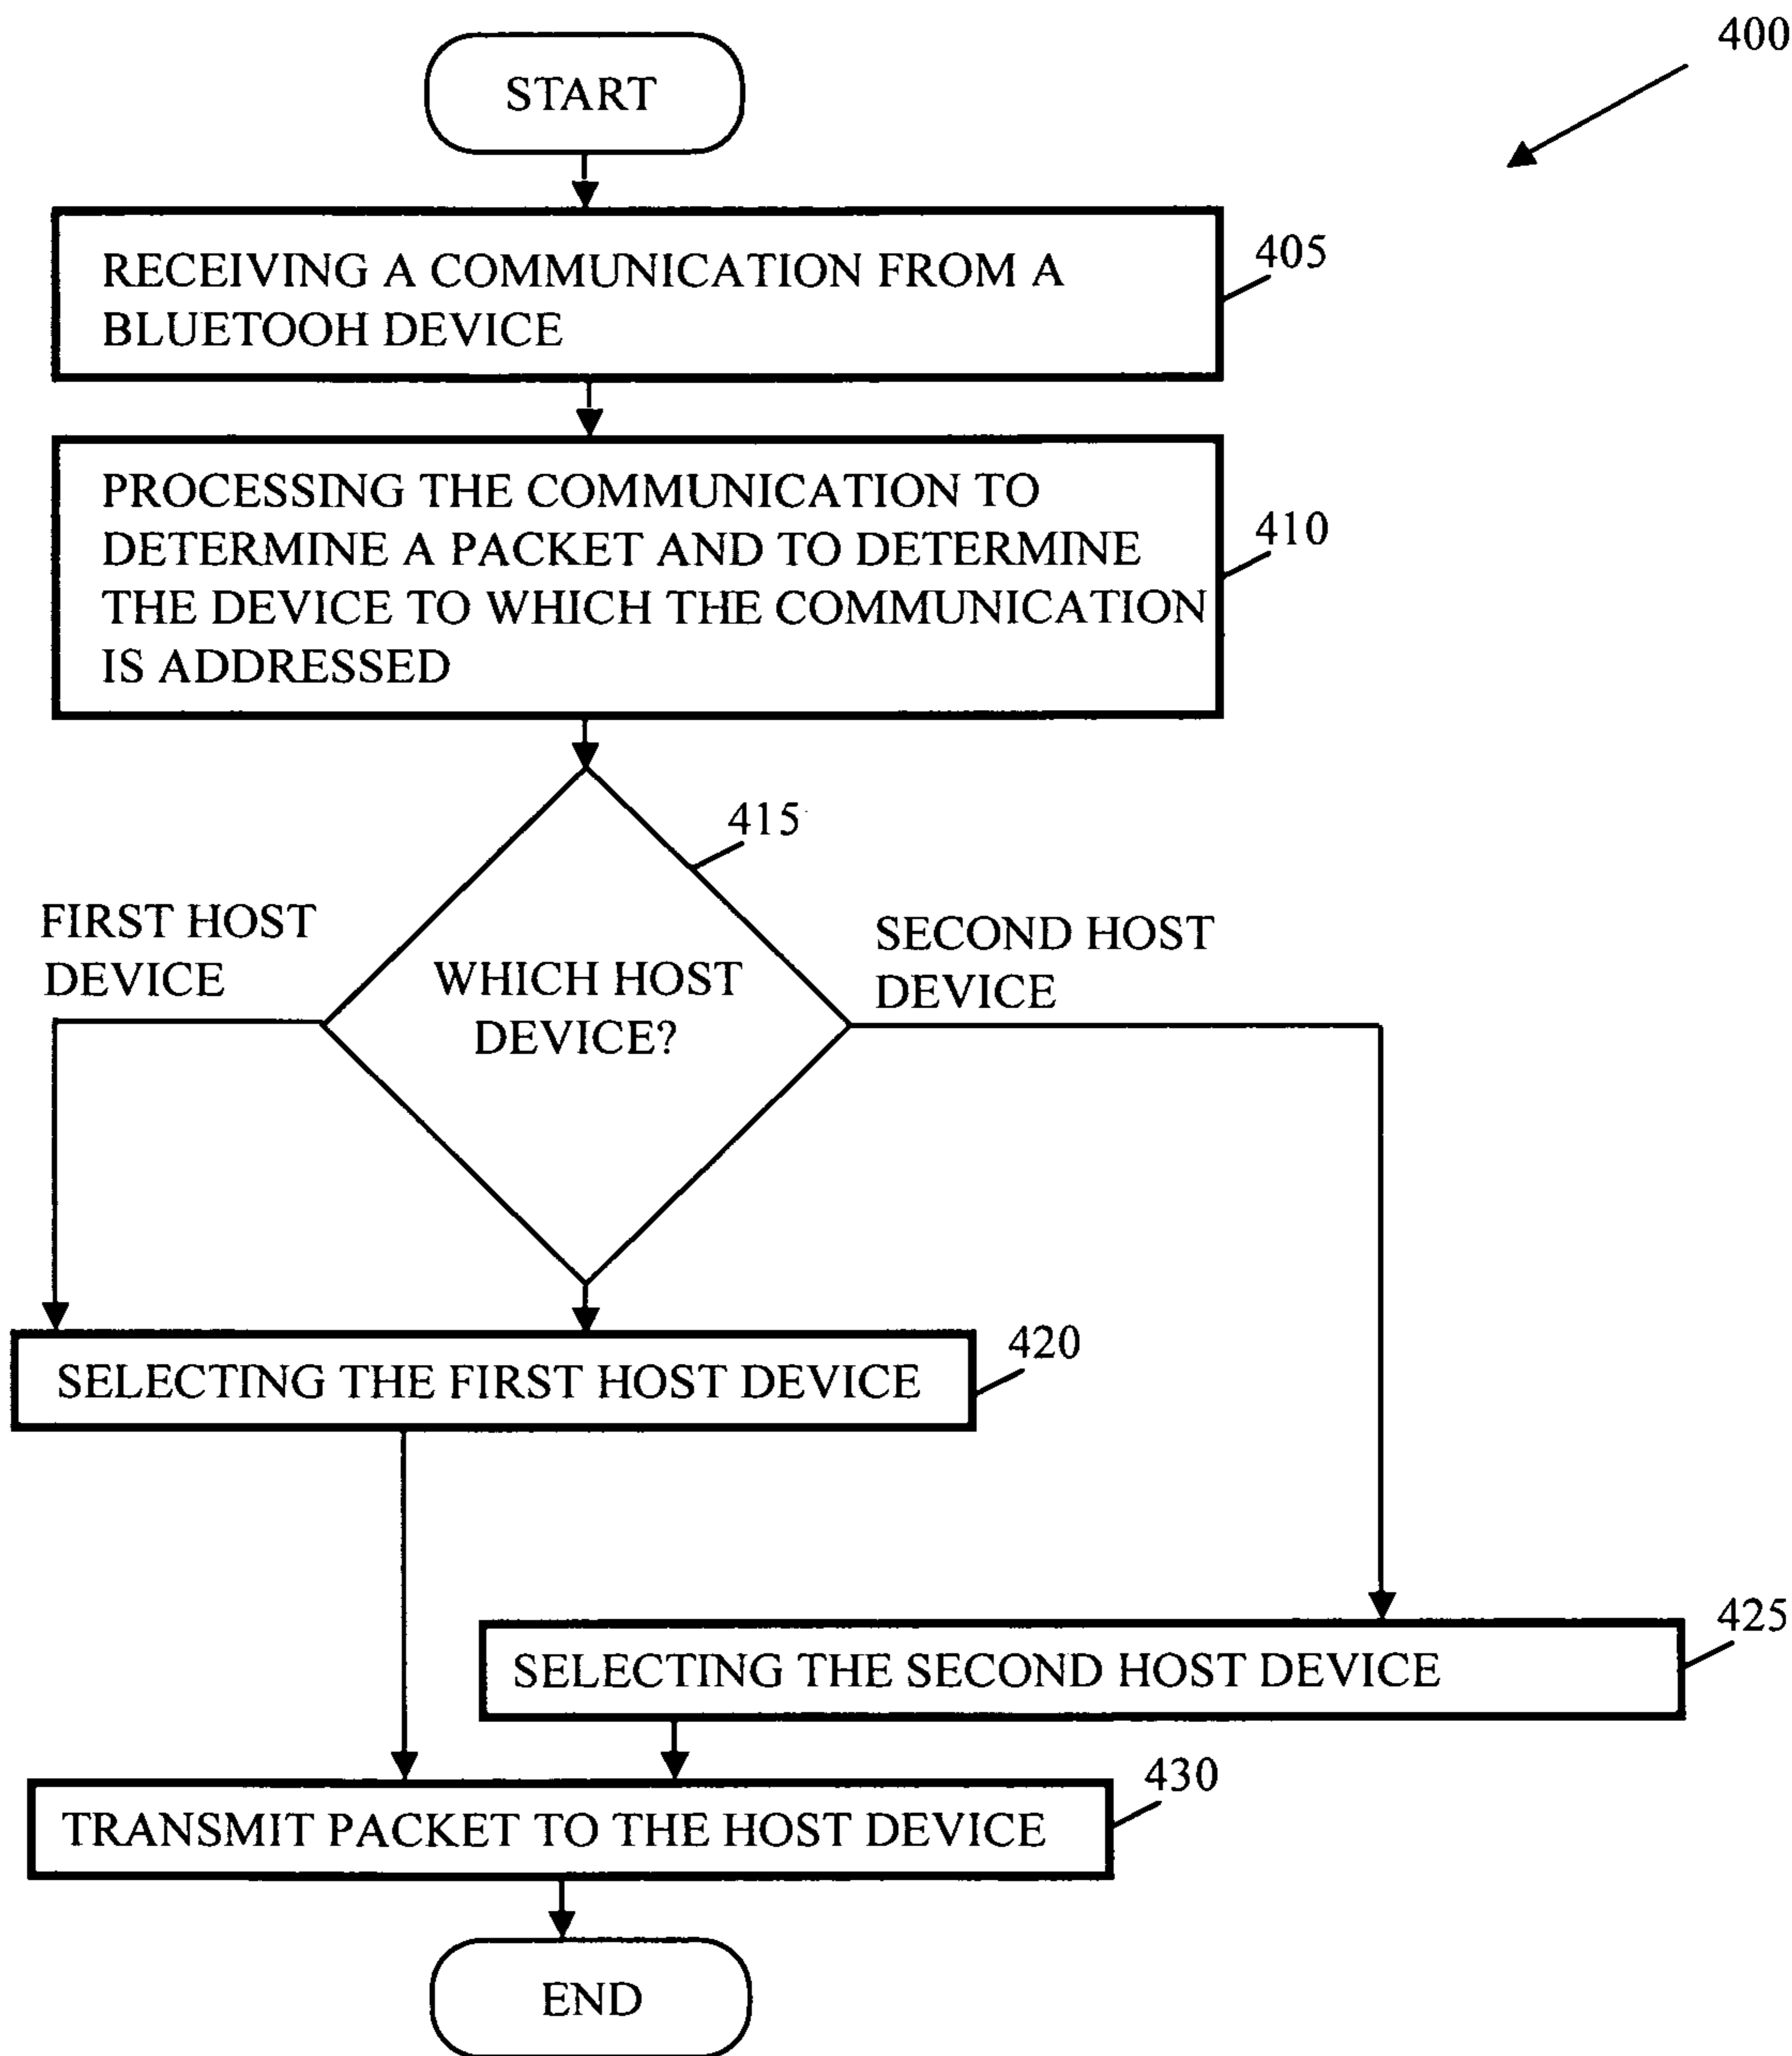 400
START
RECEIVING A COMMUNICATION FROM A
BLUETOOH DEVICE
405
PROCESSING THE COMMUNICATION TO
DETERMINE A PACKET AND TO DETERMINE
THE DEVICE TO WHICH THE COMMUNICATION
IS ADDRESSED
410
415
FIRST HOST
DEVICE
WHICH HOST
DEVICE?
SECOND HOST
DEVICE
SELECTING THE FIRST HOST DEVICE
420
SELECTING THE SECOND HOST DEVICE
425
TRANSMIT PACKET TO THE HOST DEVICE
430
END